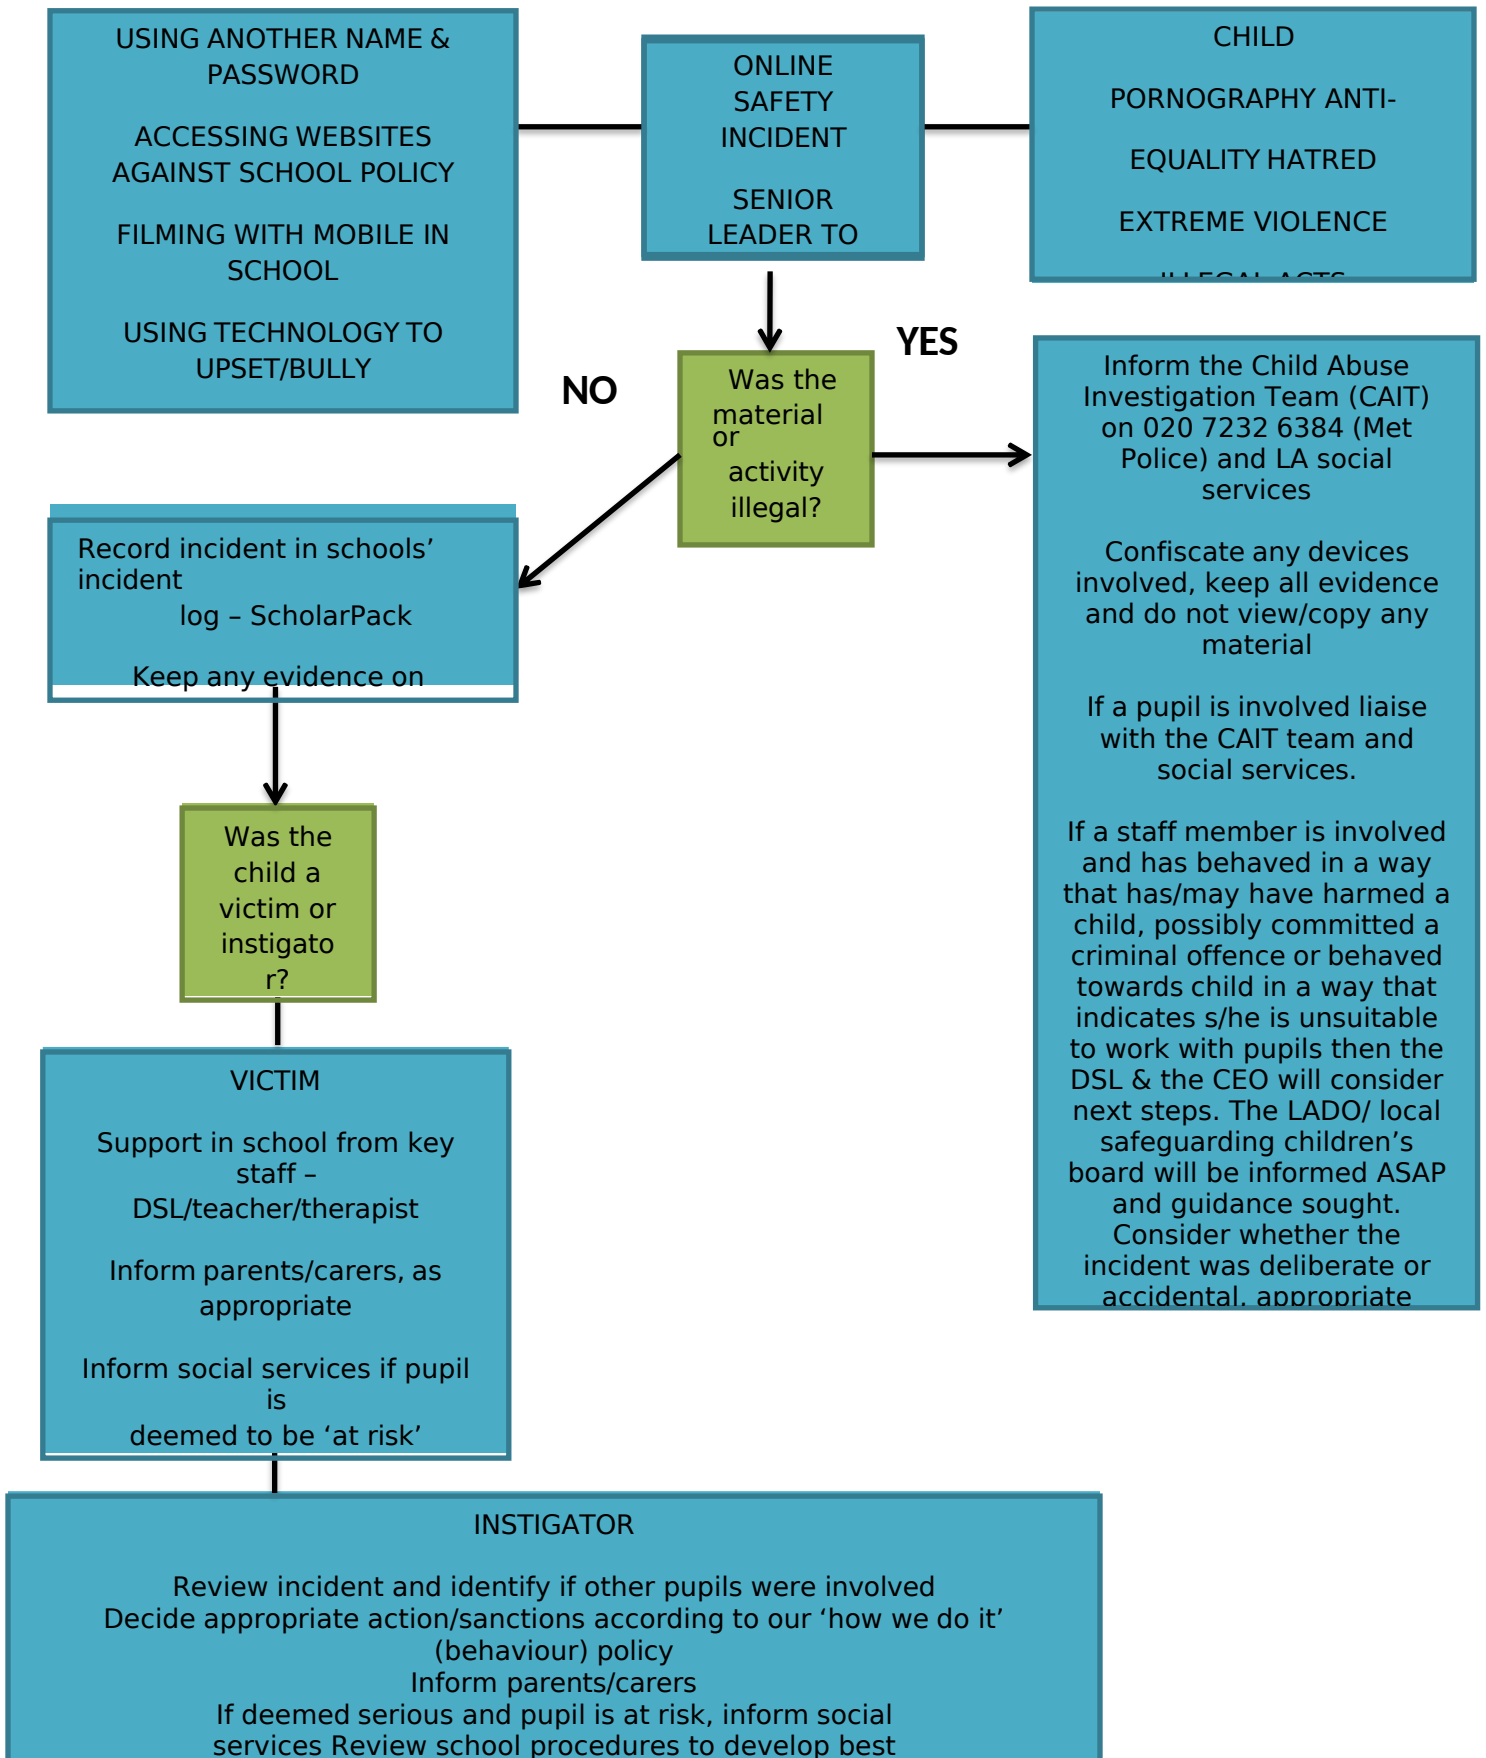 USING ANOTHER NAME &
PASSWORD
ACCESSING WEBSITES
AGAINST SCHOOL POLICY
FILMING WITH MOBILE IN
SCHOOL
USING TECHNOLOGY TO
UPSET/BULLY
ONLINE
SAFETY
INCIDENT
SENIOR
LEADER TO
CHILD
PORNOGRAPHY ANTI-
EQUALITY HATRED
EXTREME VIOLENCE
ILLEGAL ACTS
YES
NO
Was the
material
or
activity
illegal?
Inform the Child Abuse
Investigation Team (CAIT)
on 020 7232 6384 (Met
Police) and LA social
services
Confiscate any devices
involved, keep all evidence
and do not view/copy any
material
If a pupil is involved liaise
with the CAIT team and
social services.
If a staff member is involved
and has behaved in a way
that has/may have harmed a
child, possibly committed a
criminal offence or behaved
towards child in a way that
indicates s/he is unsuitable
to work with pupils then the
DSL & the CEO will consider
next steps. The LADO/ local
safeguarding children’s
board will be informed ASAP
and guidance sought.
Consider whether the
incident was deliberate or
accidental, appropriate
Record incident in schools’
incident
log – ScholarPack
Keep any evidence on
Was the
child a
victim or
instigato
r?
VICTIM
Support in school from key
staff –
DSL/teacher/therapist
Inform parents/carers, as
appropriate
Inform social services if pupil
is
deemed to be ‘at risk’
INSTIGATOR
Review incident and identify if other pupils were involved
Decide appropriate action/sanctions according to our ‘how we do it’
(behaviour) policy
Inform parents/carers
If deemed serious and pupil is at risk, inform social
services Review school procedures to develop best